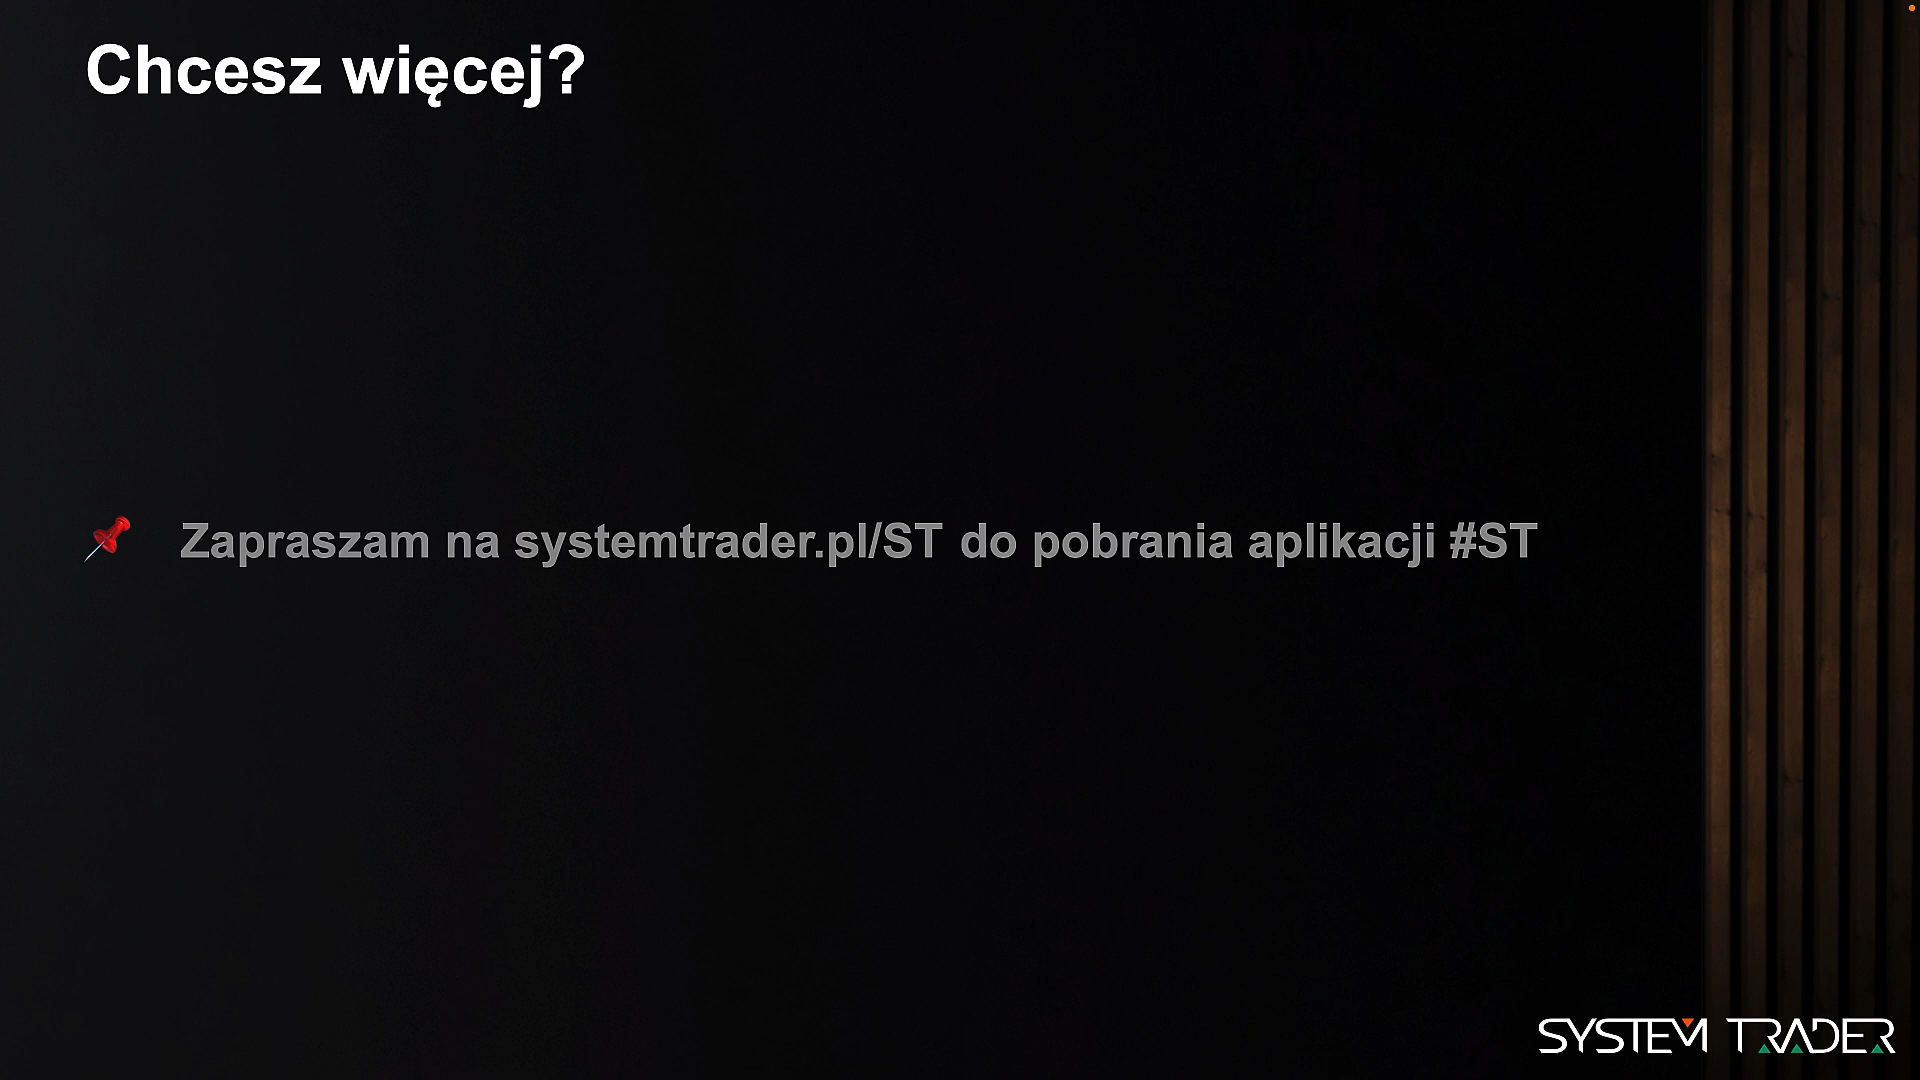 Chcesz więcej?
Zapraszam na systemtrader.pl/ST do pobrania aplikacji #ST
SYSTEM TRADER